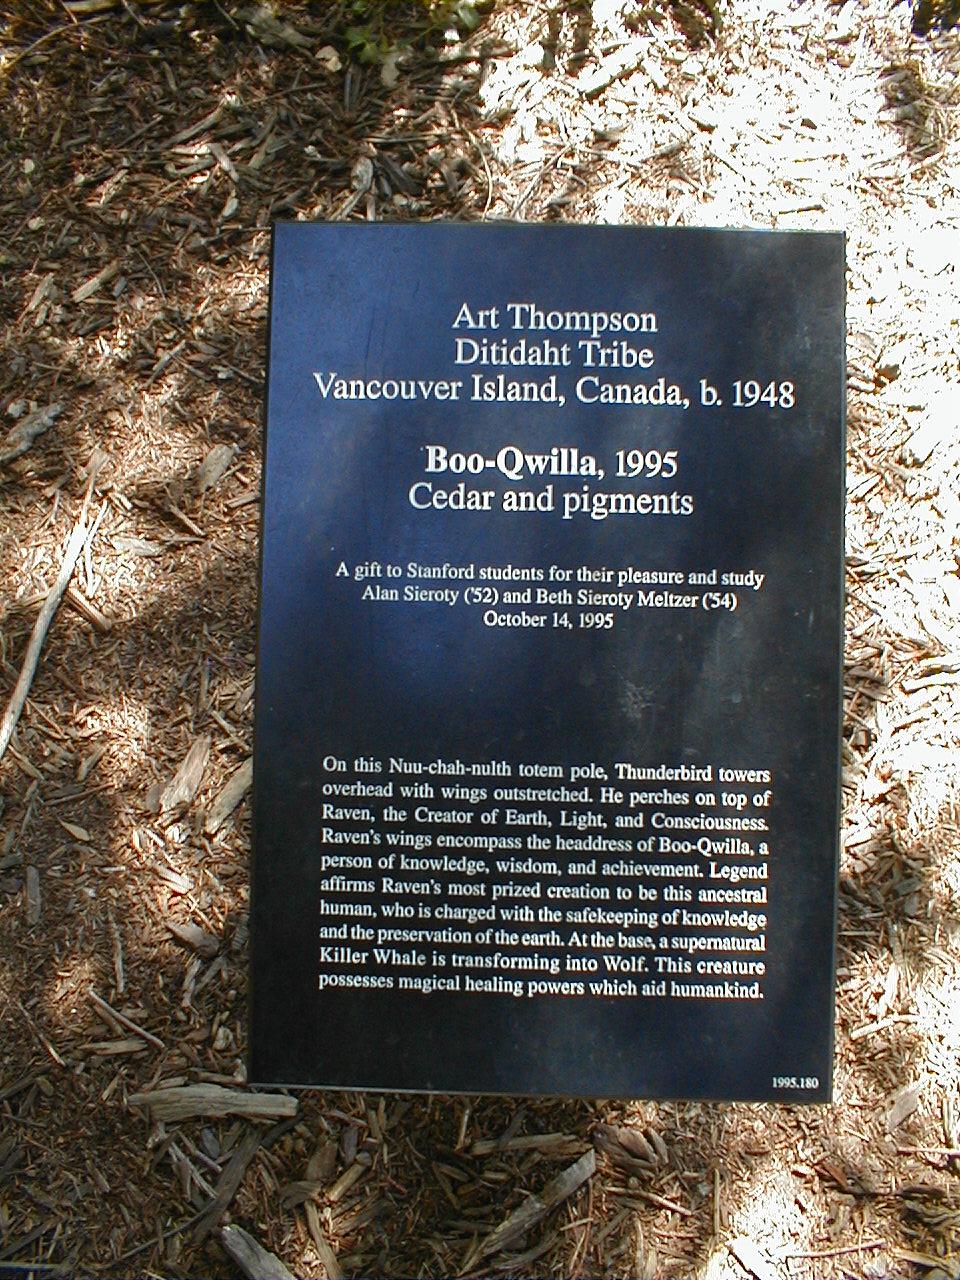 Art Thompson
Ditidaht Tribe
Vancouver Island, Canada, b. 1948
Boo-Qwilla, 1995
Cedar and pigments
A gift to Stanford students for their pleasure and study
Alan Sieroty ('52) and Beth Sieroty Meltzer ('54)
October 14, 1995
On this Nuu-chah-nulth totem pole, Thunderbird towers
overhead with wings outstretched. He perches on top of
Raven, the Creator of Earth, Light, and Consciousness.
Raven's wings encompass the headdress of Boo-Qwilla, a
person of knowledge, wisdom, and achievement. Legend
affirms Raven's most prized creation to be this ancestral
human, who is charged with the safekeeping of knowledge
and the preservation of the earth. At the base, a supernatural
Killer Whale is transforming into Wolf. This creature
possesses magical healing powers which aid humankind.
1995.180